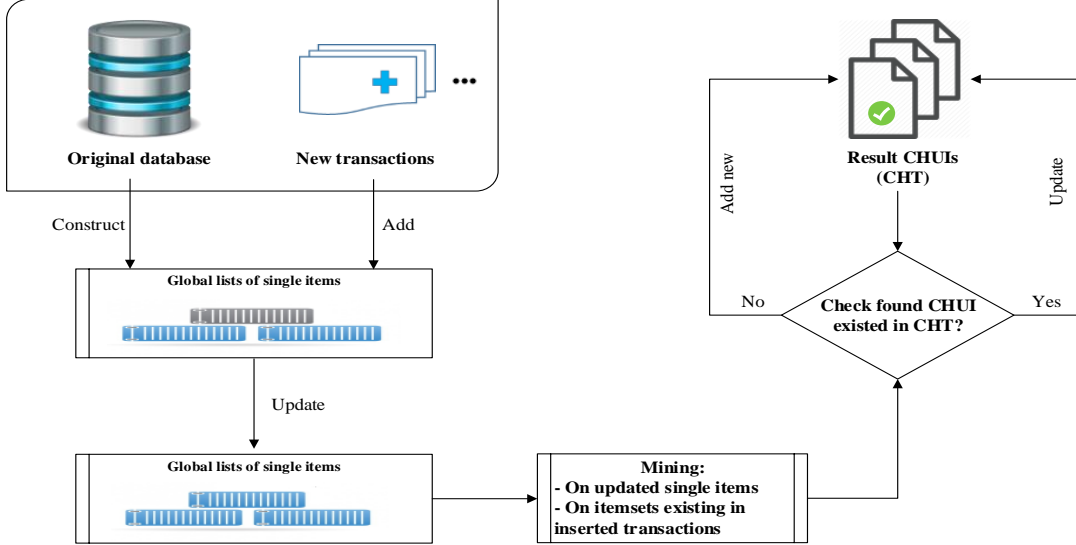 Original database
New transactions
Construct
Add
Global lists of single items
Update
Global lists of single items
Mining:
- On updated single items
- On itemsets existing in
inserted transactions
Result CHUIs
(CHT)
Add new
Update
No
Check found CHUI
existed in CHT?
Yes